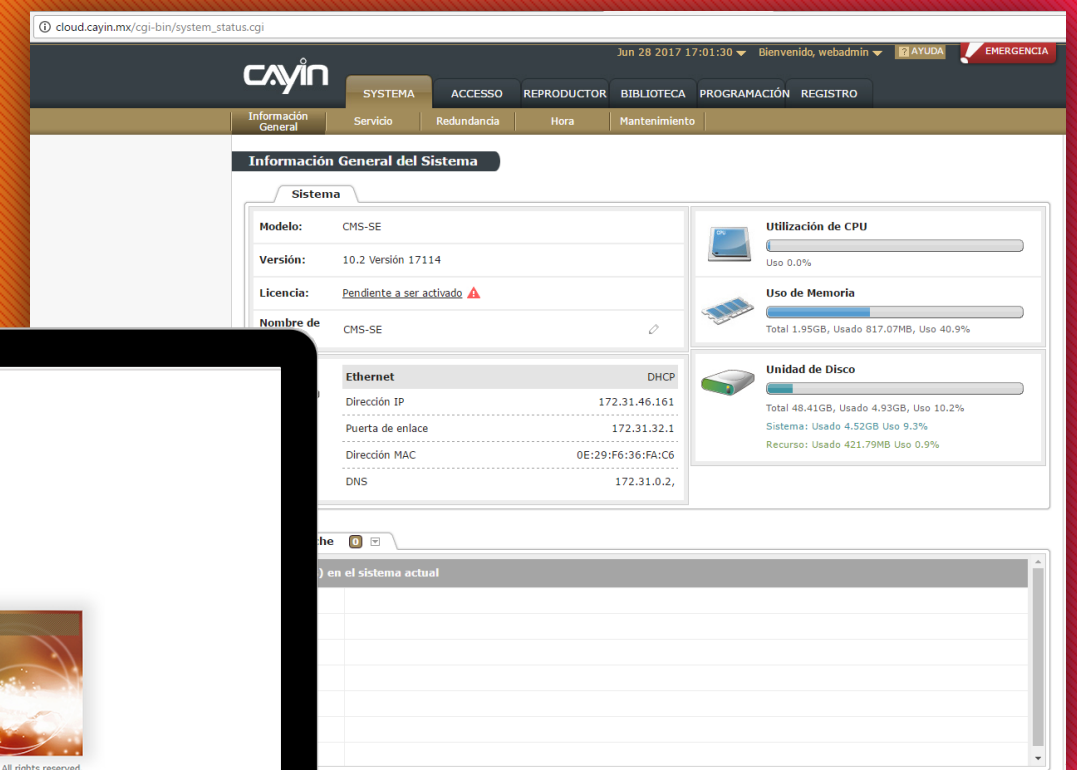 cloud.cayin.mx/cgi-bin/system_status.cgi
Jun 28 2017 17:01:30 Bienvenido, webadmin ? AYUDA EMERGENCIA
CAYIN
SYSTEMA ACCESSO REPRODUCTOR BIBLIOTECA PROGRAMACIÓN REGISTRO
Información General Servicio Redundancia Hora Mantenimiento
Información General del Sistema
Sistema
Modelo: CMS-SE
Versión: 10.2 Versión 17114
Licencia: Pendiente a ser activado
Nombre de CMS-SE
Ethernet DHCP
Dirección IP 172.31.46.161
Puerta de enlace 172.31.32.1
Dirección MAC 0E:29:F6:36:FA:C6
DNS 172.31.0.2,
CPU
Utilización de CPU
Uso 0.0%
Uso de Memoria
Total 1.95GB, Usado 817.07MB, Uso 40.9%
Unidad de Disco
Total 48.41GB, Usado 4.93GB, Uso 10.2%
Sistema: Usado 4.52GB Uso 9.3%
Recurso: Usado 421.79MB Uso 0.9%
che 0
) en el sistema actual
All rights reserved